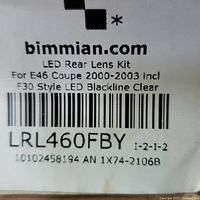 *
bimmian.com
LED Rear Lens Kit
For E46 Coupe 2000-2003 incl
F30 Style LED Blackline Clear
LRL460FBY 1-2-1-2
10102458194 AN 1X74-2106B